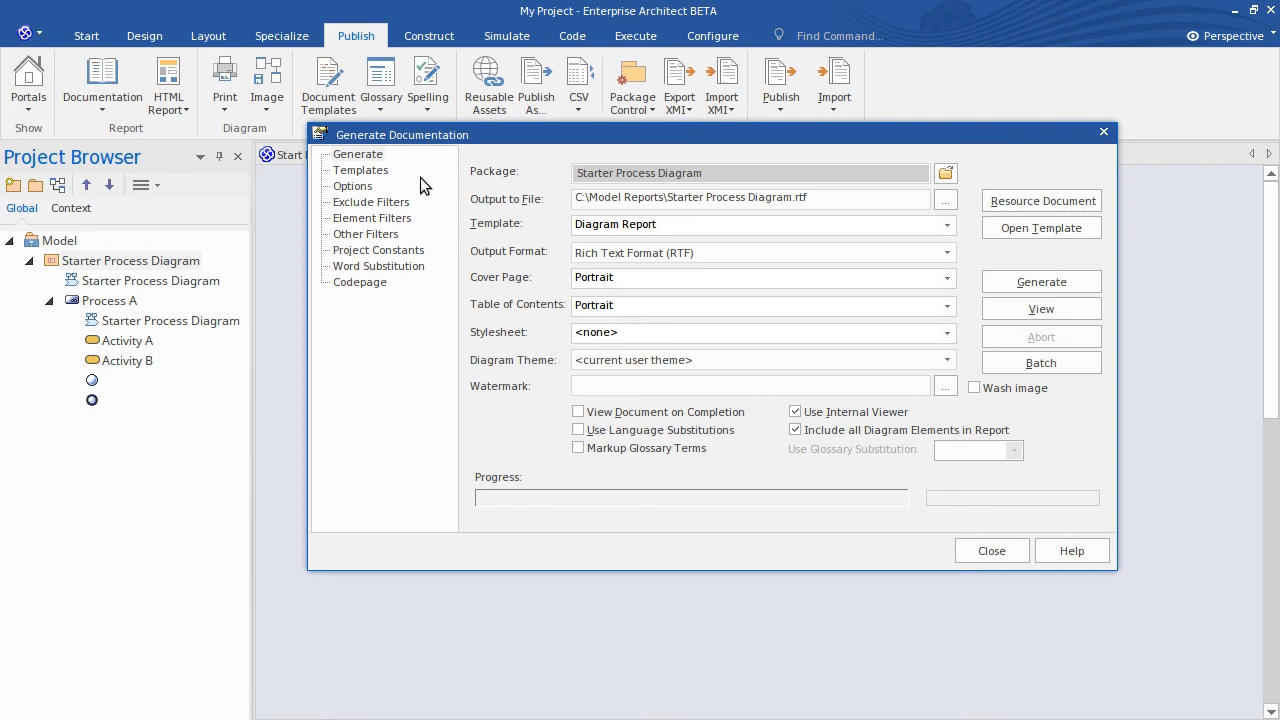 My Project - Enterprise Architect BETA
Start Design Layout Specialize Publish Construct Simulate Code Execute Configure Find Command... Perspective
Portals Documentation HTML Report Print Image Document Templates Glossary Spelling Reusable Assets Publish As... CSV Package Control Export XMI Import XMI Publish Import
Show Report Diagram
Project Browser
Global Context
Model
Starter Process Diagram
Starter Process Diagram
Process A
Starter Process Diagram
Activity A
Activity B
Start
Generate Documentation
Generate
Templates
Options
Exclude Filters
Element Filters
Other Filters
Project Constants
Word Substitution
Codepage
Package: Starter Process Diagram
Output to File: C:\Model Reports\Starter Process Diagram.rtf ... Resource Document
Template: Diagram Report Open Template
Output Format: Rich Text Format (RTF)
Cover Page: Portrait Generate
Table of Contents: Portrait View
Stylesheet: <none> Abort
Diagram Theme: <current user theme> Batch
Watermark: ... Wash image
View Document on Completion Use Internal Viewer
Use Language Substitutions Include all Diagram Elements in Report
Markup Glossary Terms Use Glossary Substitution
Progress:
Close Help